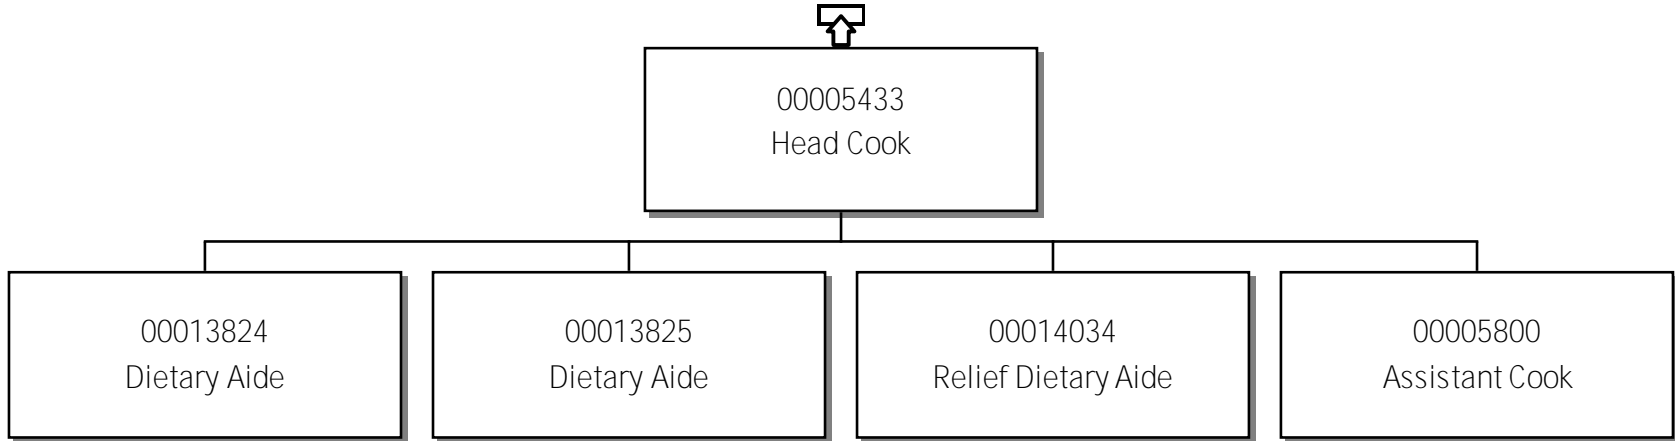 00005433
Head Cook
00013824
Dietary Aide
00013825
Dietary Aide
00014034
Relief Dietary Aide
00005800
Assistant Cook